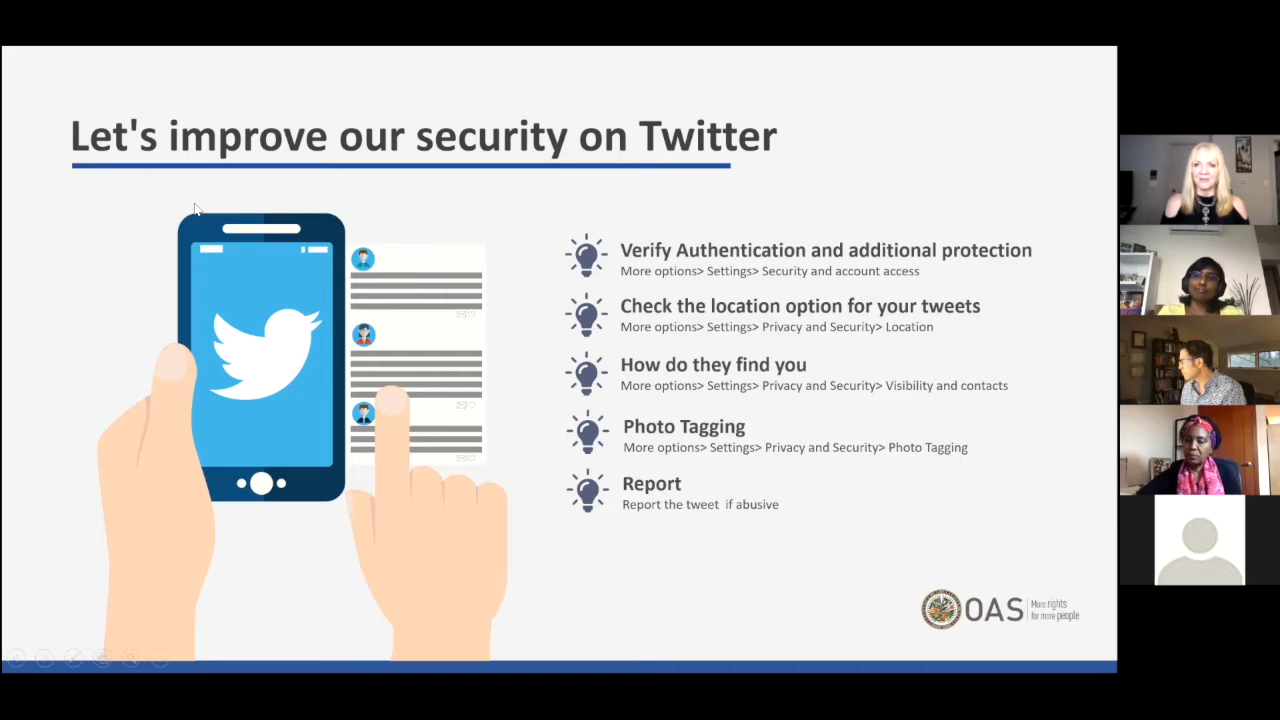 Let's improve our security on Twitter
Verify Authentication and additional protection
More options> Settings> Security and account access
Check the location option for your tweets
More options> Settings> Privacy and Security> Location
How do they find you
More options> Settings> Privacy and Security> Visibility and contacts
Photo Tagging
More options> Settings> Privacy and Security> Photo Tagging
Report
Report the tweet  if abusive
OAS
More rights
for more people